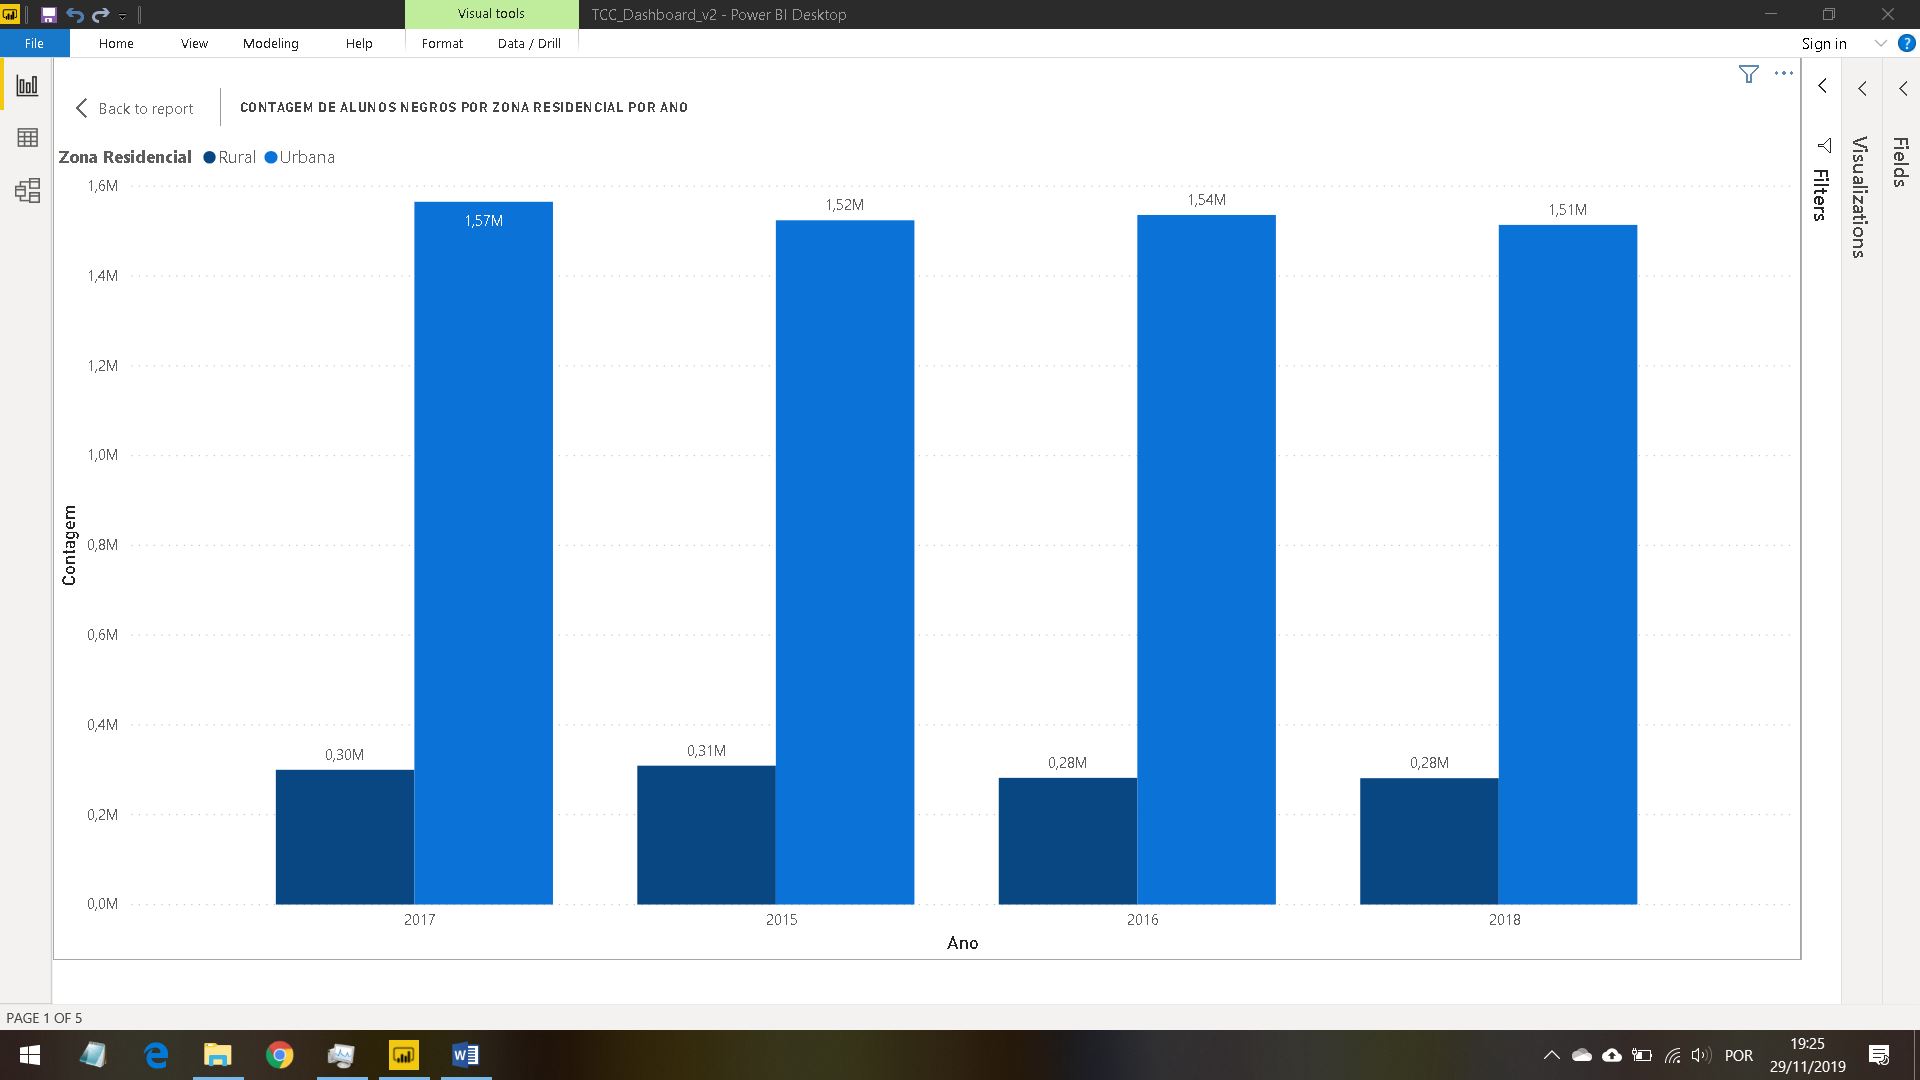 Visual tools
TCC_Dashboard_v2 - Power BI Desktop
File Home View Modeling Help Format Data / Drill Sign in ?
Back to report
CONTAGEM DE ALUNOS NEGROS POR ZONA RESIDENCIAL POR ANO
Zona Residencial Rural Urbana
1,6M
1,4M
1,2M
1,0M
0,8M
0,6M
0,4M
0,2M
0,0M
Contagem
0,30M
1,57M
0,31M
1,52M
0,28M
1,54M
0,28M
1,51M
2017 2015 2016 2018
Ano
Filters
Visualizations
Fields
PAGE 1 OF 5
POR
19:25
29/11/2019